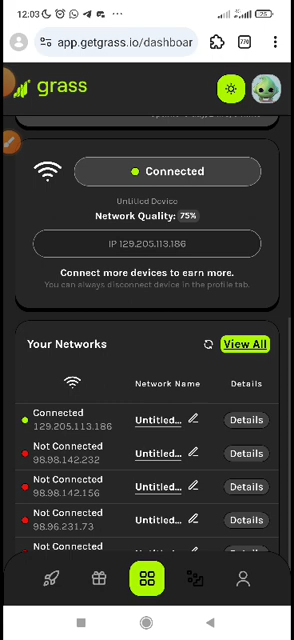 12:03
25
app.getgrass.io/dashboar
770
grass
Connected
Untitled Device
Network Quality: 75%
IP 129.205.113.186
Connect more devices to earn more.
You can always disconnect device in the profile tab.
Your Networks
View All
Network Name
Details
Connected
129.205.113.186
Untitled...
Details
Not Connected
98.98.142.232
Untitled...
Details
Not Connected
98.98.142.156
Untitled...
Details
Not Connected
98.96.231.73
Untitled...
Details
Not Connected
Untitled...